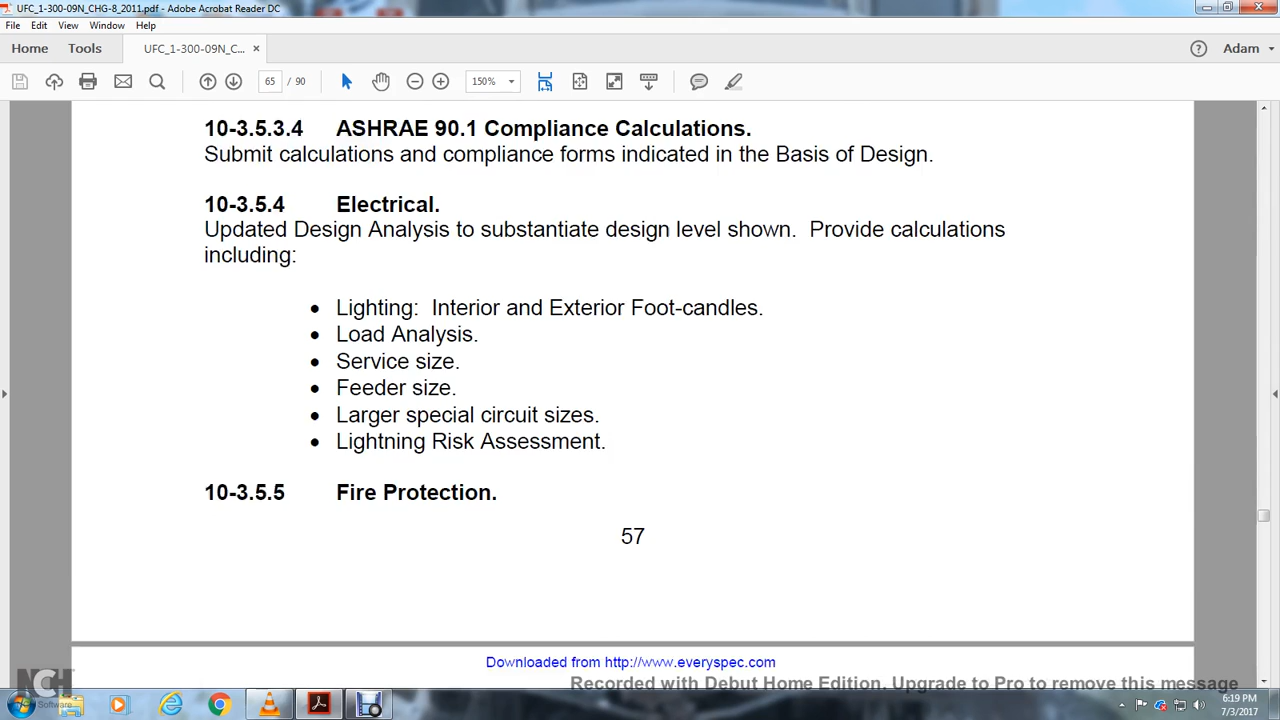 UFC_1-300-09N_CHG-8_2011.pdf - Adobe Acrobat Reader DC
File Edit View Window Help
Home Tools UFC_1-300-09N_C... × Adam
65 / 90 150%
10-3.5.3.4 ASHRAE 90.1 Compliance Calculations.
Submit calculations and compliance forms indicated in the Basis of Design.
10-3.5.4 Electrical.
Updated Design Analysis to substantiate design level shown. Provide calculations
including:
• Lighting: Interior and Exterior Foot-candles.
• Load Analysis.
• Service size.
• Feeder size.
• Larger special circuit sizes.
• Lightning Risk Assessment.
10-3.5.5 Fire Protection.
57
Downloaded from http://www.everyspec.com
Recorded with Debut Home Edition. Upgrade to Pro to remove this message
NCH
Software
6:19 PM
7/3/2017